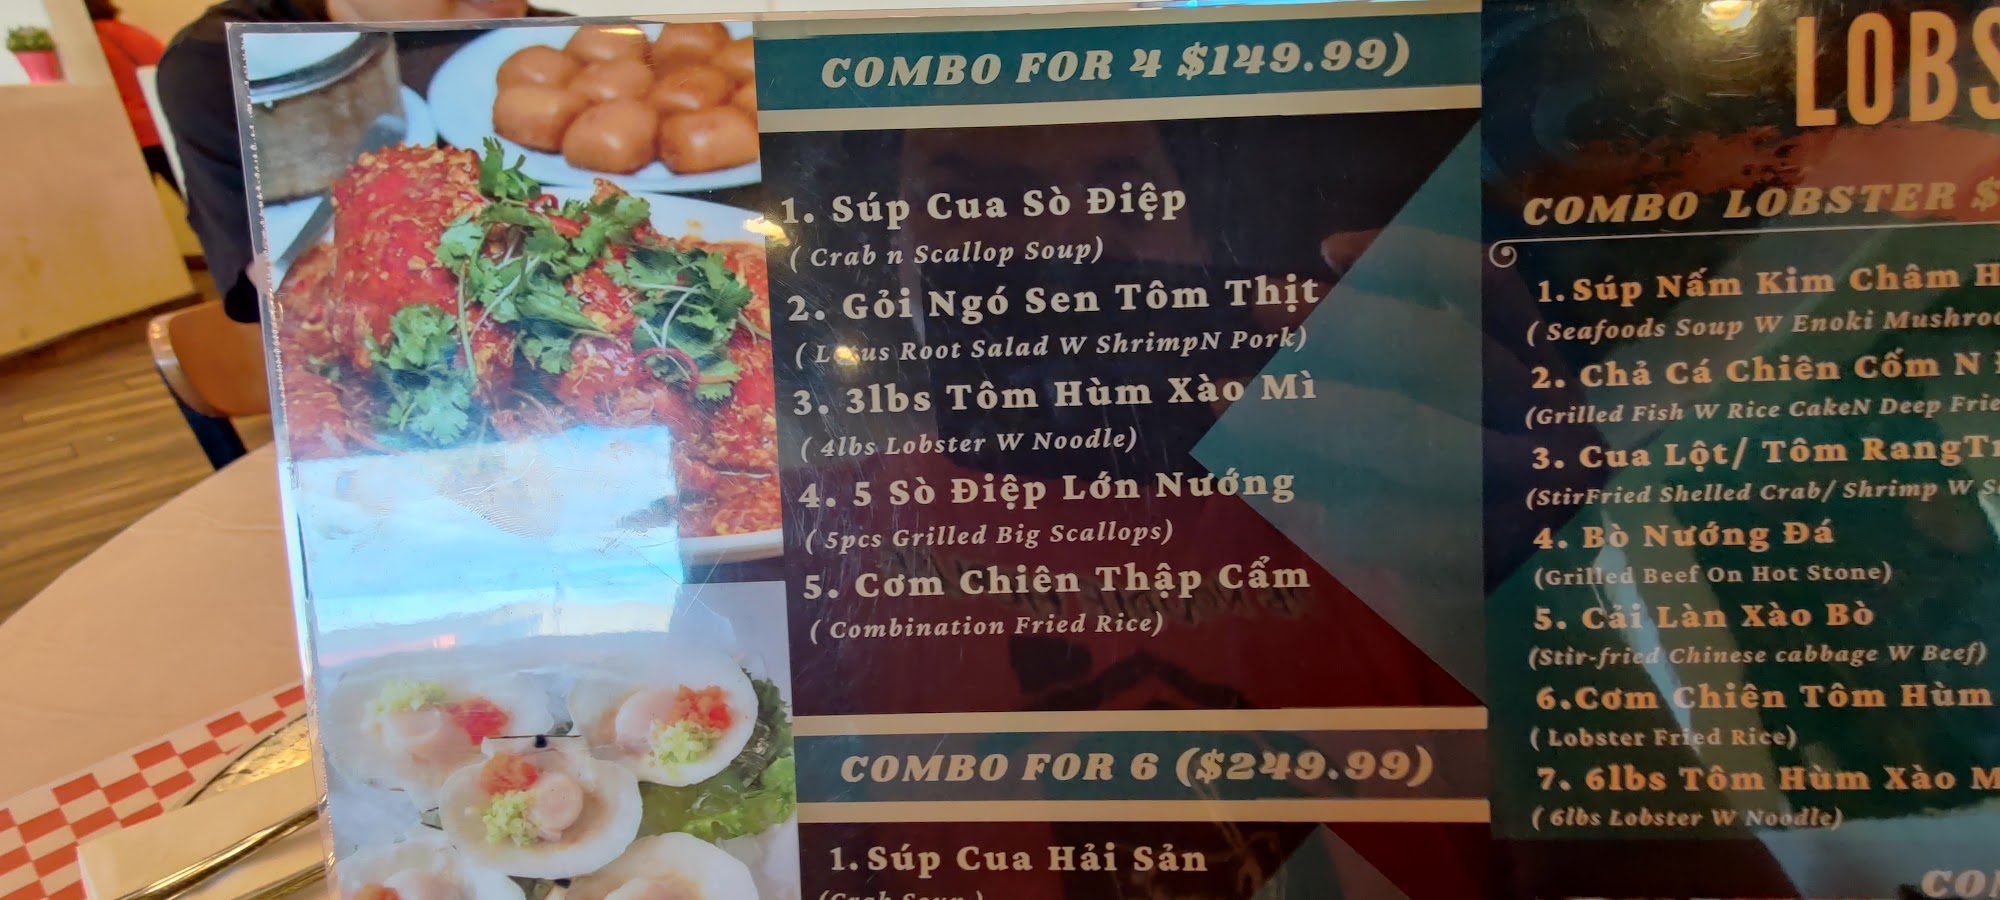 COMBO FOR 4 $149.99)
1. Súp Cua Sò Điệp
( Crab n Scallop Soup)
2. Gỏi Ngó Sen Tôm Thịt
( Lotus Root Salad W ShrimpN Pork)
3. 3lbs Tôm Hùm Xào Mì
( 4lbs Lobster W Noodle)
4. 5 Sò Điệp Lớn Nướng
( 5pcs Grilled Big Scallops)
5. Cơm Chiên Thập Cẩm
( Combination Fried Rice)
COMBO FOR 6 ($249.99)
1. Súp Cua Hải Sản
(Crab Soup )
COMBO LOBSTER $
1. Súp Nấm Kim Châm
( Seafoods Soup W Enoki
2. Chả Cá Chiên Cốm N
(Grilled Fish W Rice CakeN Deep
3. Cua Lột/ Tôm
(StirFried Shelled Crab/ Shrimp W
4. Bò Nướng Đá
(Grilled Beef On Hot Stone)
5. Cải Làn Xào Bò
(Stir-fried Chinese cabbage W Beef)
6.Cơm Chiên Tôm Hùm
( Lobster Fried Rice)
7. 6lbs Tôm Hùm Xào
( 6lbs Lobster W Noodle)